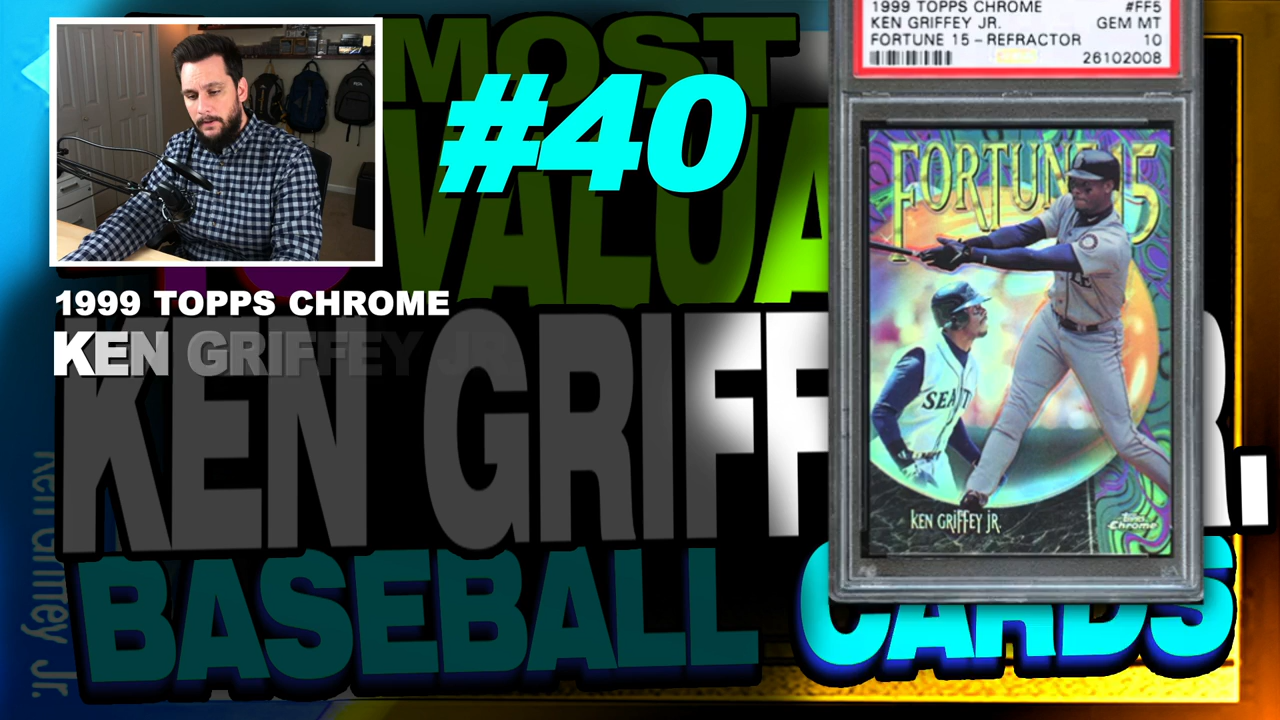 MOST
#40
VALUA
1999 TOPPS CHROME
KEN GRIFFEY JR.
KEN GRIFF R.
BASEBALL CARDS
Ken Griffey Jr.
1999 TOPPS CHROME #FF5
KEN GRIFFEY JR. GEM MT
FORTUNE 15 - REFRACTOR 10
26102008
FORTUNE 15
SEATT
KEN GRIFFEY JR.
Topps
Chrome